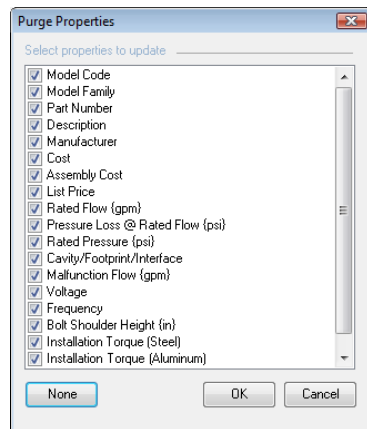 Purge Properties
Select properties to update
Model Code
Model Family
Part Number
Description
Manufacturer
Cost
Assembly Cost
List Price
Rated Flow {gpm}
Pressure Loss @ Rated Flow {psi}
Rated Pressure {psi}
Cavity/Footprint/Interface
Malfunction Flow {gpm}
Voltage
Frequency
Bolt Shoulder Height {in}
Installation Torque (Steel)
Installation Torque (Aluminum)
None OK Cancel